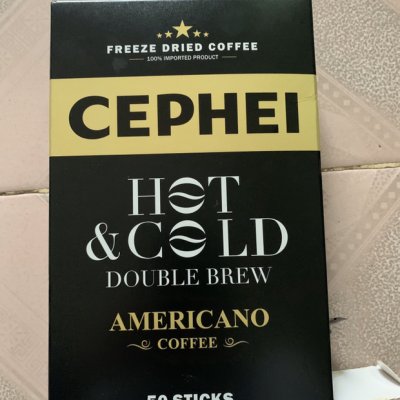 FREEZE DRIED COFFEE
100% IMPORTED PRODUCT
CEPHEI
HOT
& COLD
DOUBLE BREW
AMERICANO
COFFEE
50 STICKS